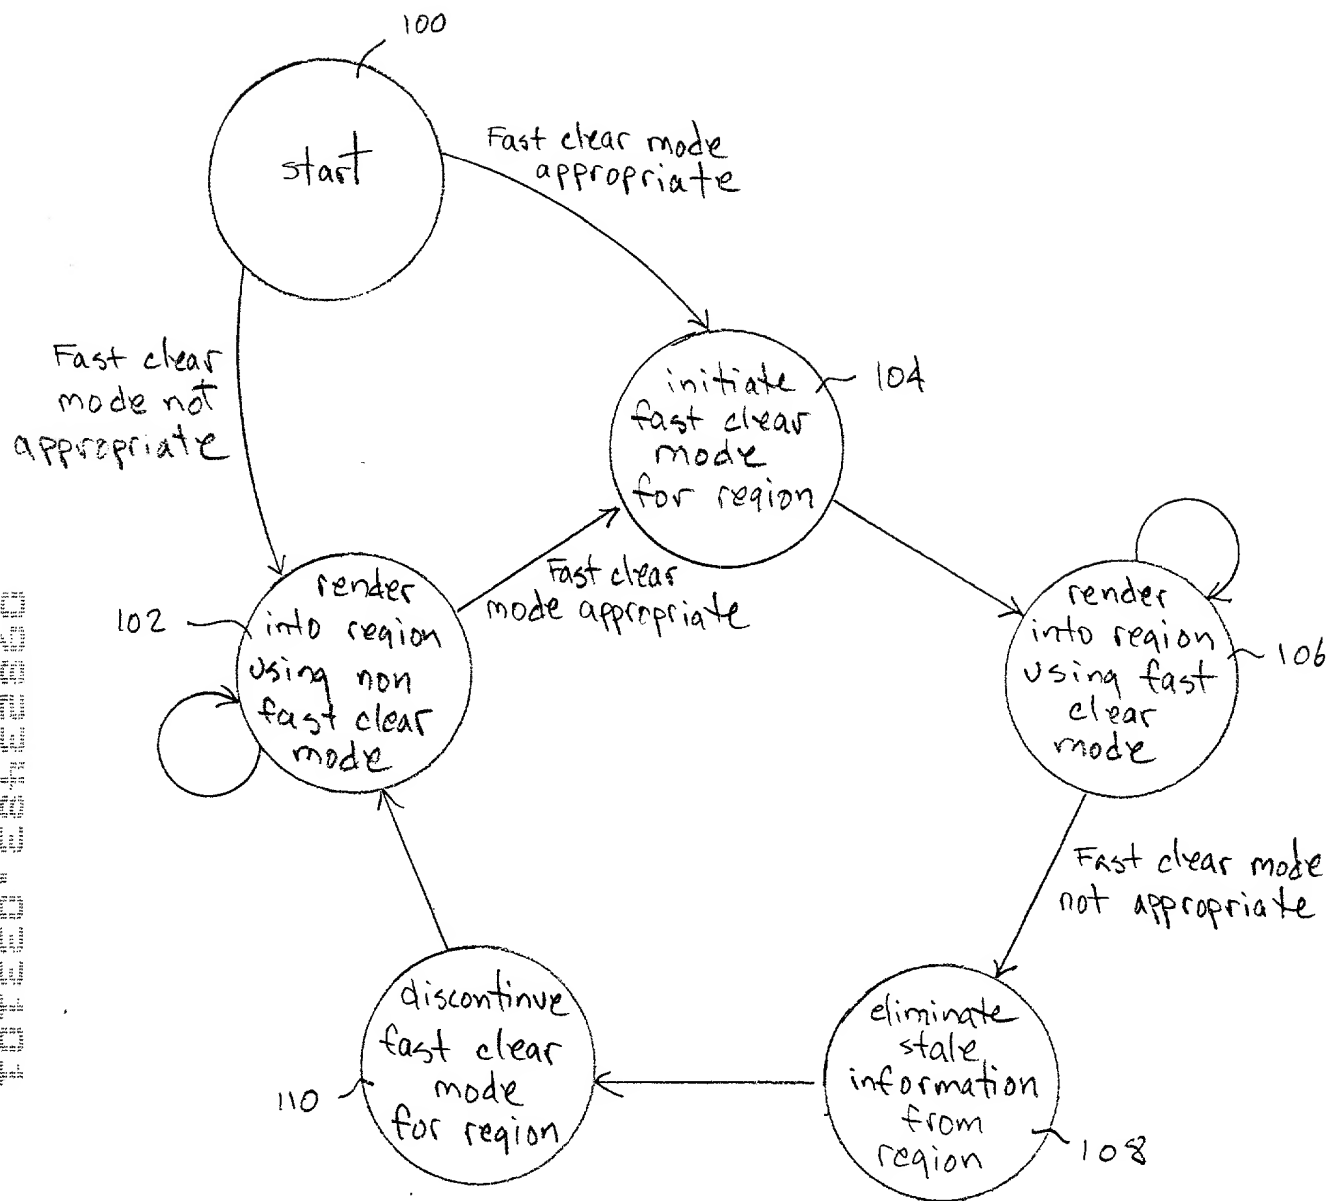 100
start
Fast clear mode
appropriate
Fast clear
mode not
appropriate
initiate
fast clear
mode
for region
104
Fast clear
mode appropriate
102
render
into region
using non
fast clear
mode
render
into region
using fast
clear
mode
106
Fast clear mode
not appropriate
discontinue
fast clear
mode
for region
110
eliminate
stale
information
from
region
108